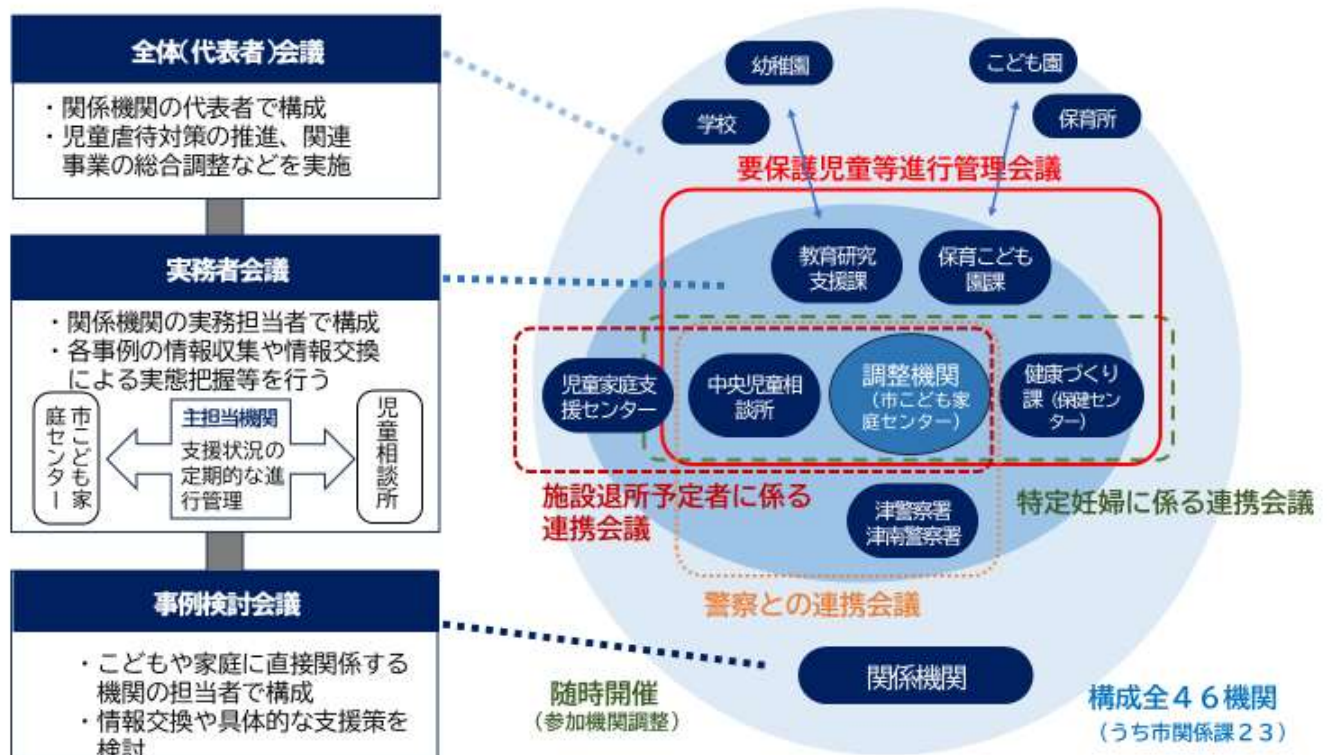 全体(代表者)会議
・関係機関の代表者で構成
・児童虐待対策の推進、関連
事業の総合調整などを実施
実務者会議
・関係機関の実務担当者で構成
・各事例の情報収集や情報交換
による実態把握等を行う
市こども家
庭センター
主担当機関
支援状況の
定期的な進
行管理
児童相談所
事例検討会議
・こどもや家庭に直接関係する
機関の担当者で構成
・情報交換や具体的な支援策を
検討
幼稚園
こども園
学校
保育所
要保護児童等進行管理会議
教育研究
支援課
保育こども
園課
児童家庭支
援センター
中央児童相
談所
調整機関
(市こども家
庭センター)
健康づくり
課(保健セン
ター)
施設退所予定者に係る
連携会議
津警察署
津南警察署
特定妊婦に係る連携会議
警察との連携会議
関係機関
随時開催
(参加機関調整)
構成全46機関
(うち市関係課23)